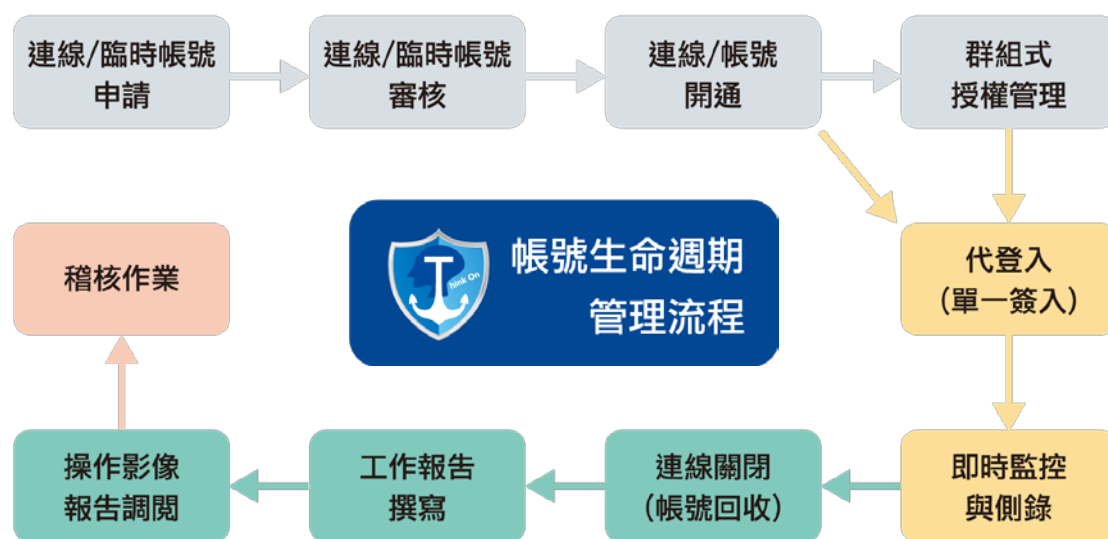 連線/臨時帳號
申請
連線/臨時帳號
審核
連線/帳號
開通
群組式
授權管理
稽核作業
Think On
帳號生命週期
管理流程
代登入
(單一簽入)
操作影像
報告調閱
工作報告
撰寫
連線關閉
(帳號回收)
即時監控
與側錄